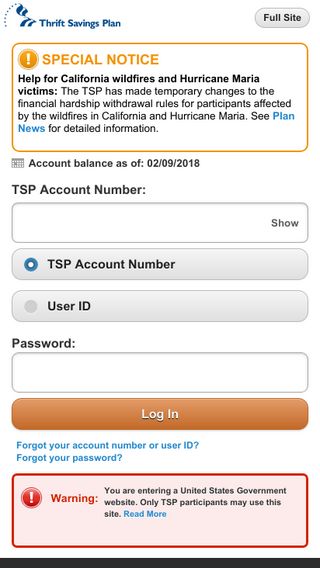 Thrift Savings Plan
Full Site
SPECIAL NOTICE
Help for California wildfires and Hurricane Maria
victims: The TSP has made temporary changes to the
financial hardship withdrawal rules for participants affected
by the wildfires in California and Hurricane Maria. See Plan
News for detailed information.
Account balance as of: 02/09/2018
TSP Account Number:
Show
TSP Account Number
User ID
Password:
Log In
Forgot your account number or user ID?
Forgot your password?
Warning:
You are entering a United States Government
website. Only TSP participants may use this
site. Read More